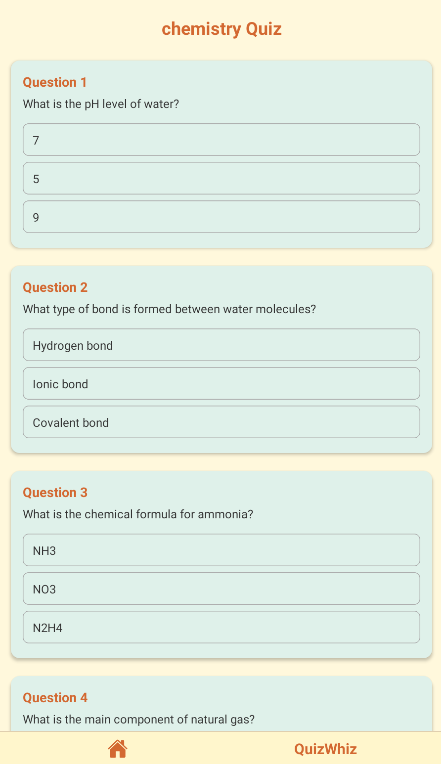 chemistry Quiz
Question 1
What is the pH level of water?
7
5
9
Question 2
What type of bond is formed between water molecules?
Hydrogen bond
Ionic bond
Covalent bond
Question 3
What is the chemical formula for ammonia?
NH3
NO3
N2H4
Question 4
What is the main component of natural gas?
QuizWhiz